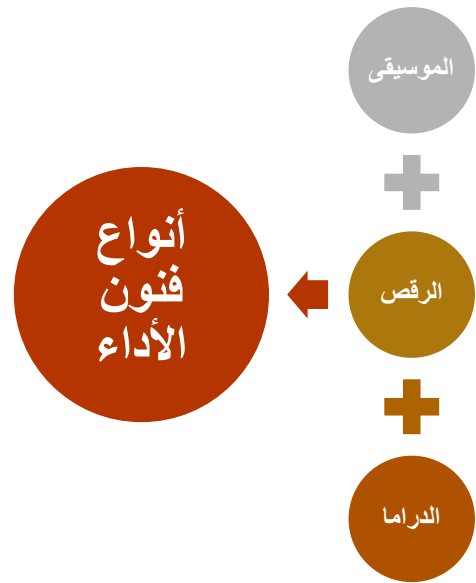 الموسيقى
الرقص
الدراما
أنواع
فنون
الأداء